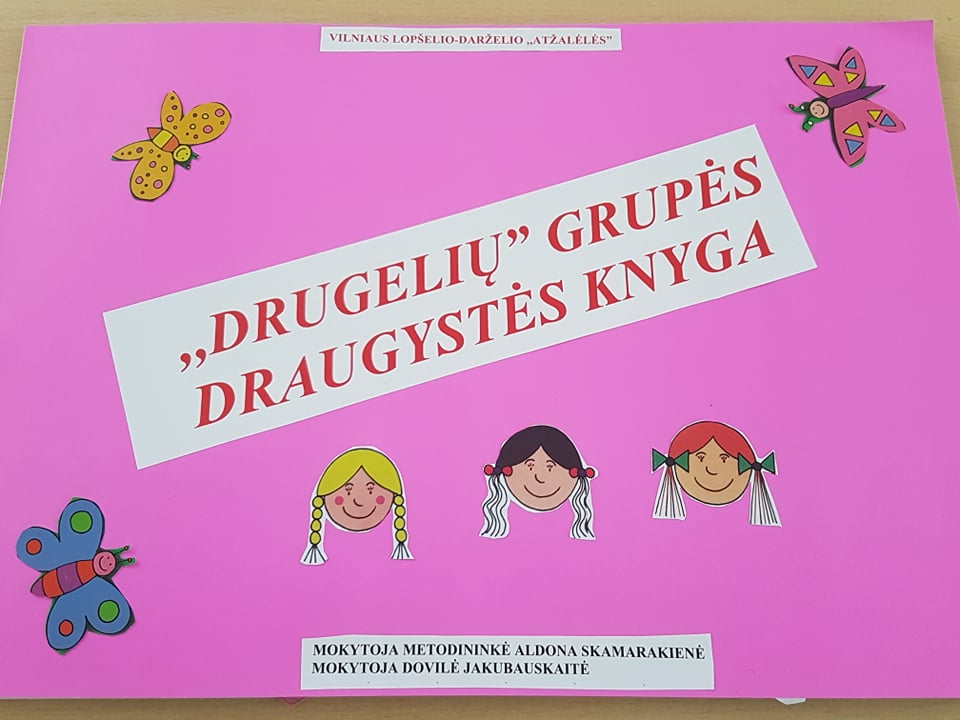 VILNIAUS LOPŠELIO-DARŽELIO ,,ATŽALĖLĖS”
,,DRUGELIŲ” GRUPĖS
DRAUGYSTĖS KNYGA
MOKYTOJA METODININKĖ ALDONA SKAMARAKIENĖ
MOKYTOJA DOVILĖ JAKUBAUSKAITĖ